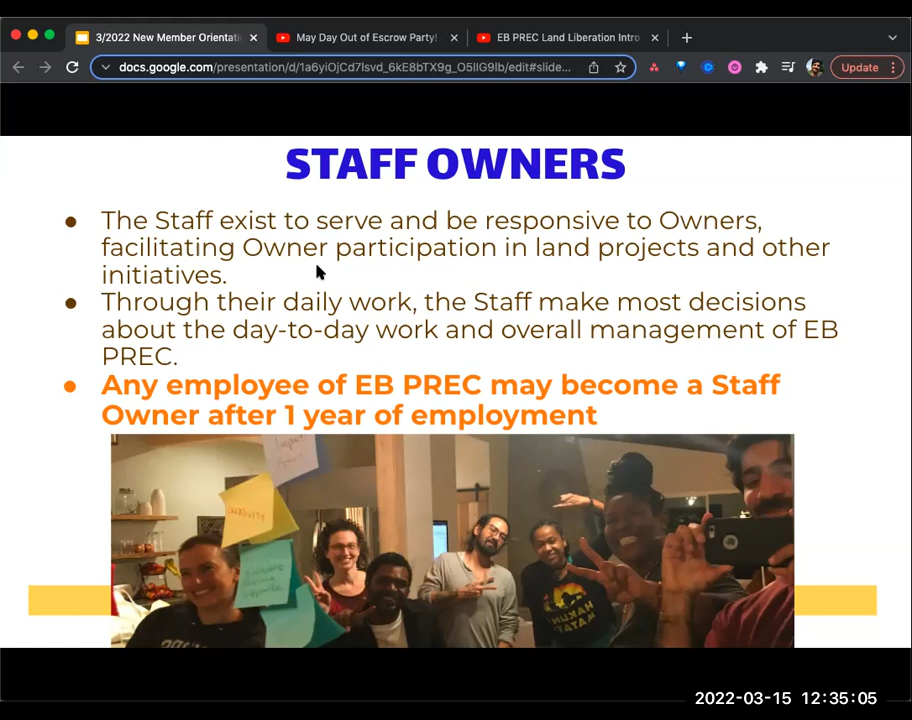 3/2022 New Member Orientati
May Day Out of Escrow Party!
EB PREC Land Liberation Intro
docs.google.com/presentation/d/1a6yiOjCd7lsvd_6kE8bTX9g_O5lIG9lb/edit#slide...
Update
STAFF OWNERS
● The Staff exist to serve and be responsive to Owners,
facilitating Owner participation in land projects and other
initiatives.
● Through their daily work, the Staff make most decisions
about the day-to-day work and overall management of EB
PREC.
● Any employee of EB PREC may become a Staff
Owner after 1 year of employment
HAKUNA
MATATA
2022-03-15 12:35:05